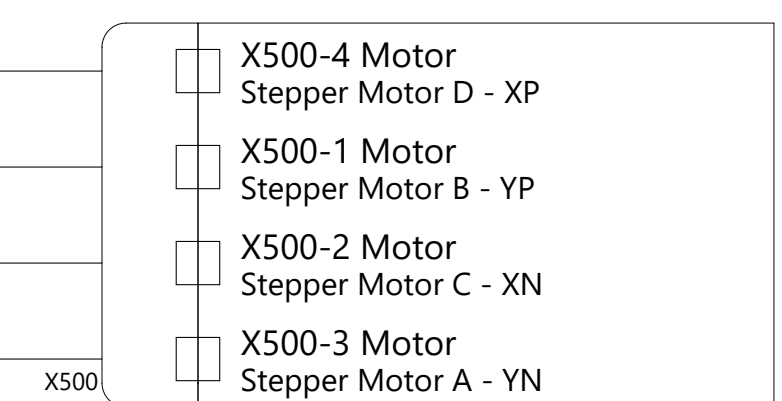 X500-4 Motor
Stepper Motor D - XP
X500-1 Motor
Stepper Motor B - YP
X500-2 Motor
Stepper Motor C - XN
X500-3 Motor
X500
Stepper Motor A - YN